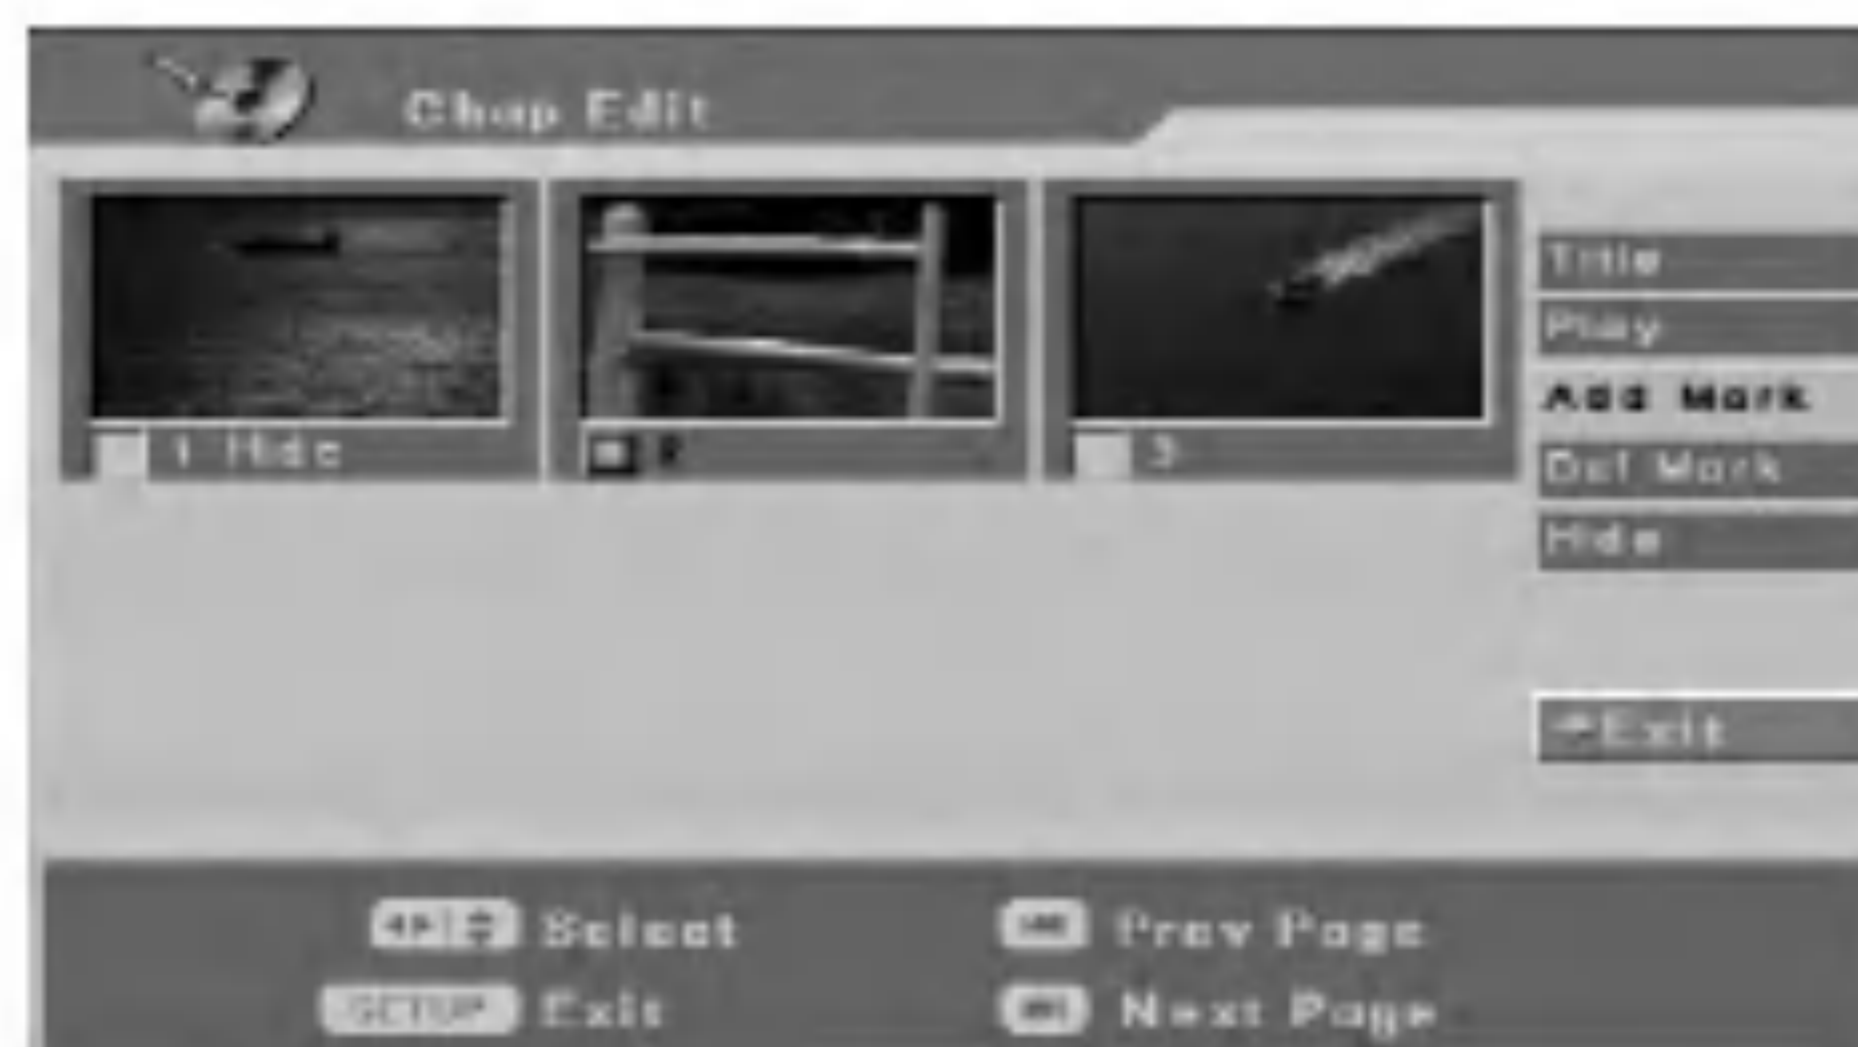 Chap Edit
1 Hide
2
3
Title
Play
Add Mark
Del Mark
Hide
Exit
Select
Prev Page
SETUP Exit
Next Page